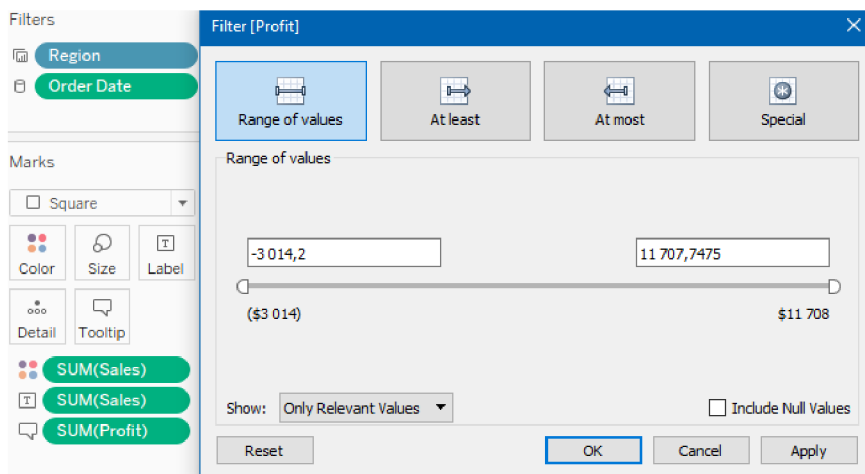 Filters
Region
Order Date
Marks
Square
Color
Size
Label
Detail
Tooltip
SUM(Sales)
SUM(Sales)
SUM(Profit)
Filter [Profit]
Range of values
At least
At most
Special
Range of values
-3 014,2
11 707,7475
($3 014)
$11 708
Show:
Only Relevant Values
Include Null Values
Reset
OK
Cancel
Apply